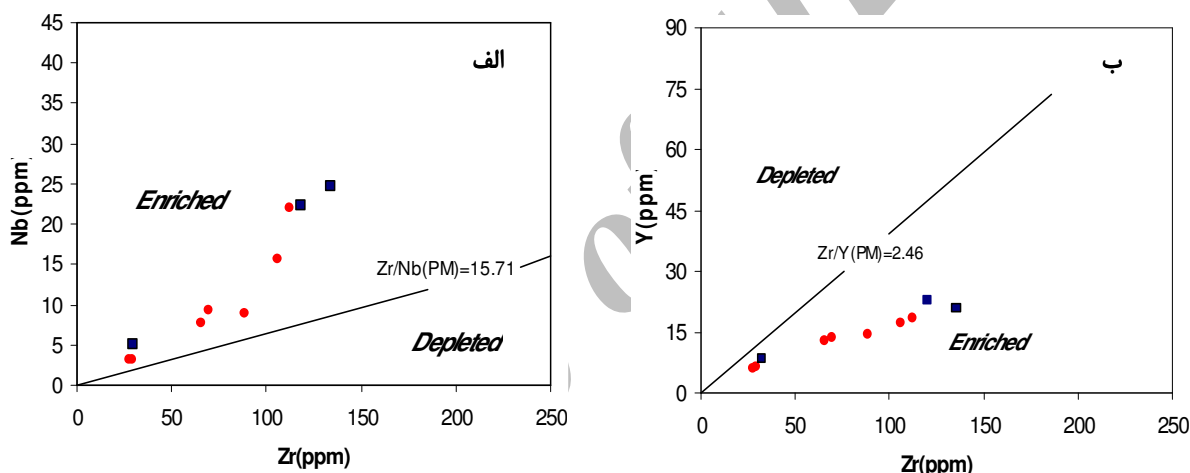 الف
Nb(ppm)
45
40
35
30
25
20
15
10
5
0
Enriched
Zr/Nb(PM)=15.71
Depleted
0 50 100 150 200 250
Zr(ppm)
ب
Y(ppm)
90
75
60
45
30
15
0
Depleted
Zr/Y(PM)=2.46
Enriched
0 50 100 150 200 250
Zr(ppm)